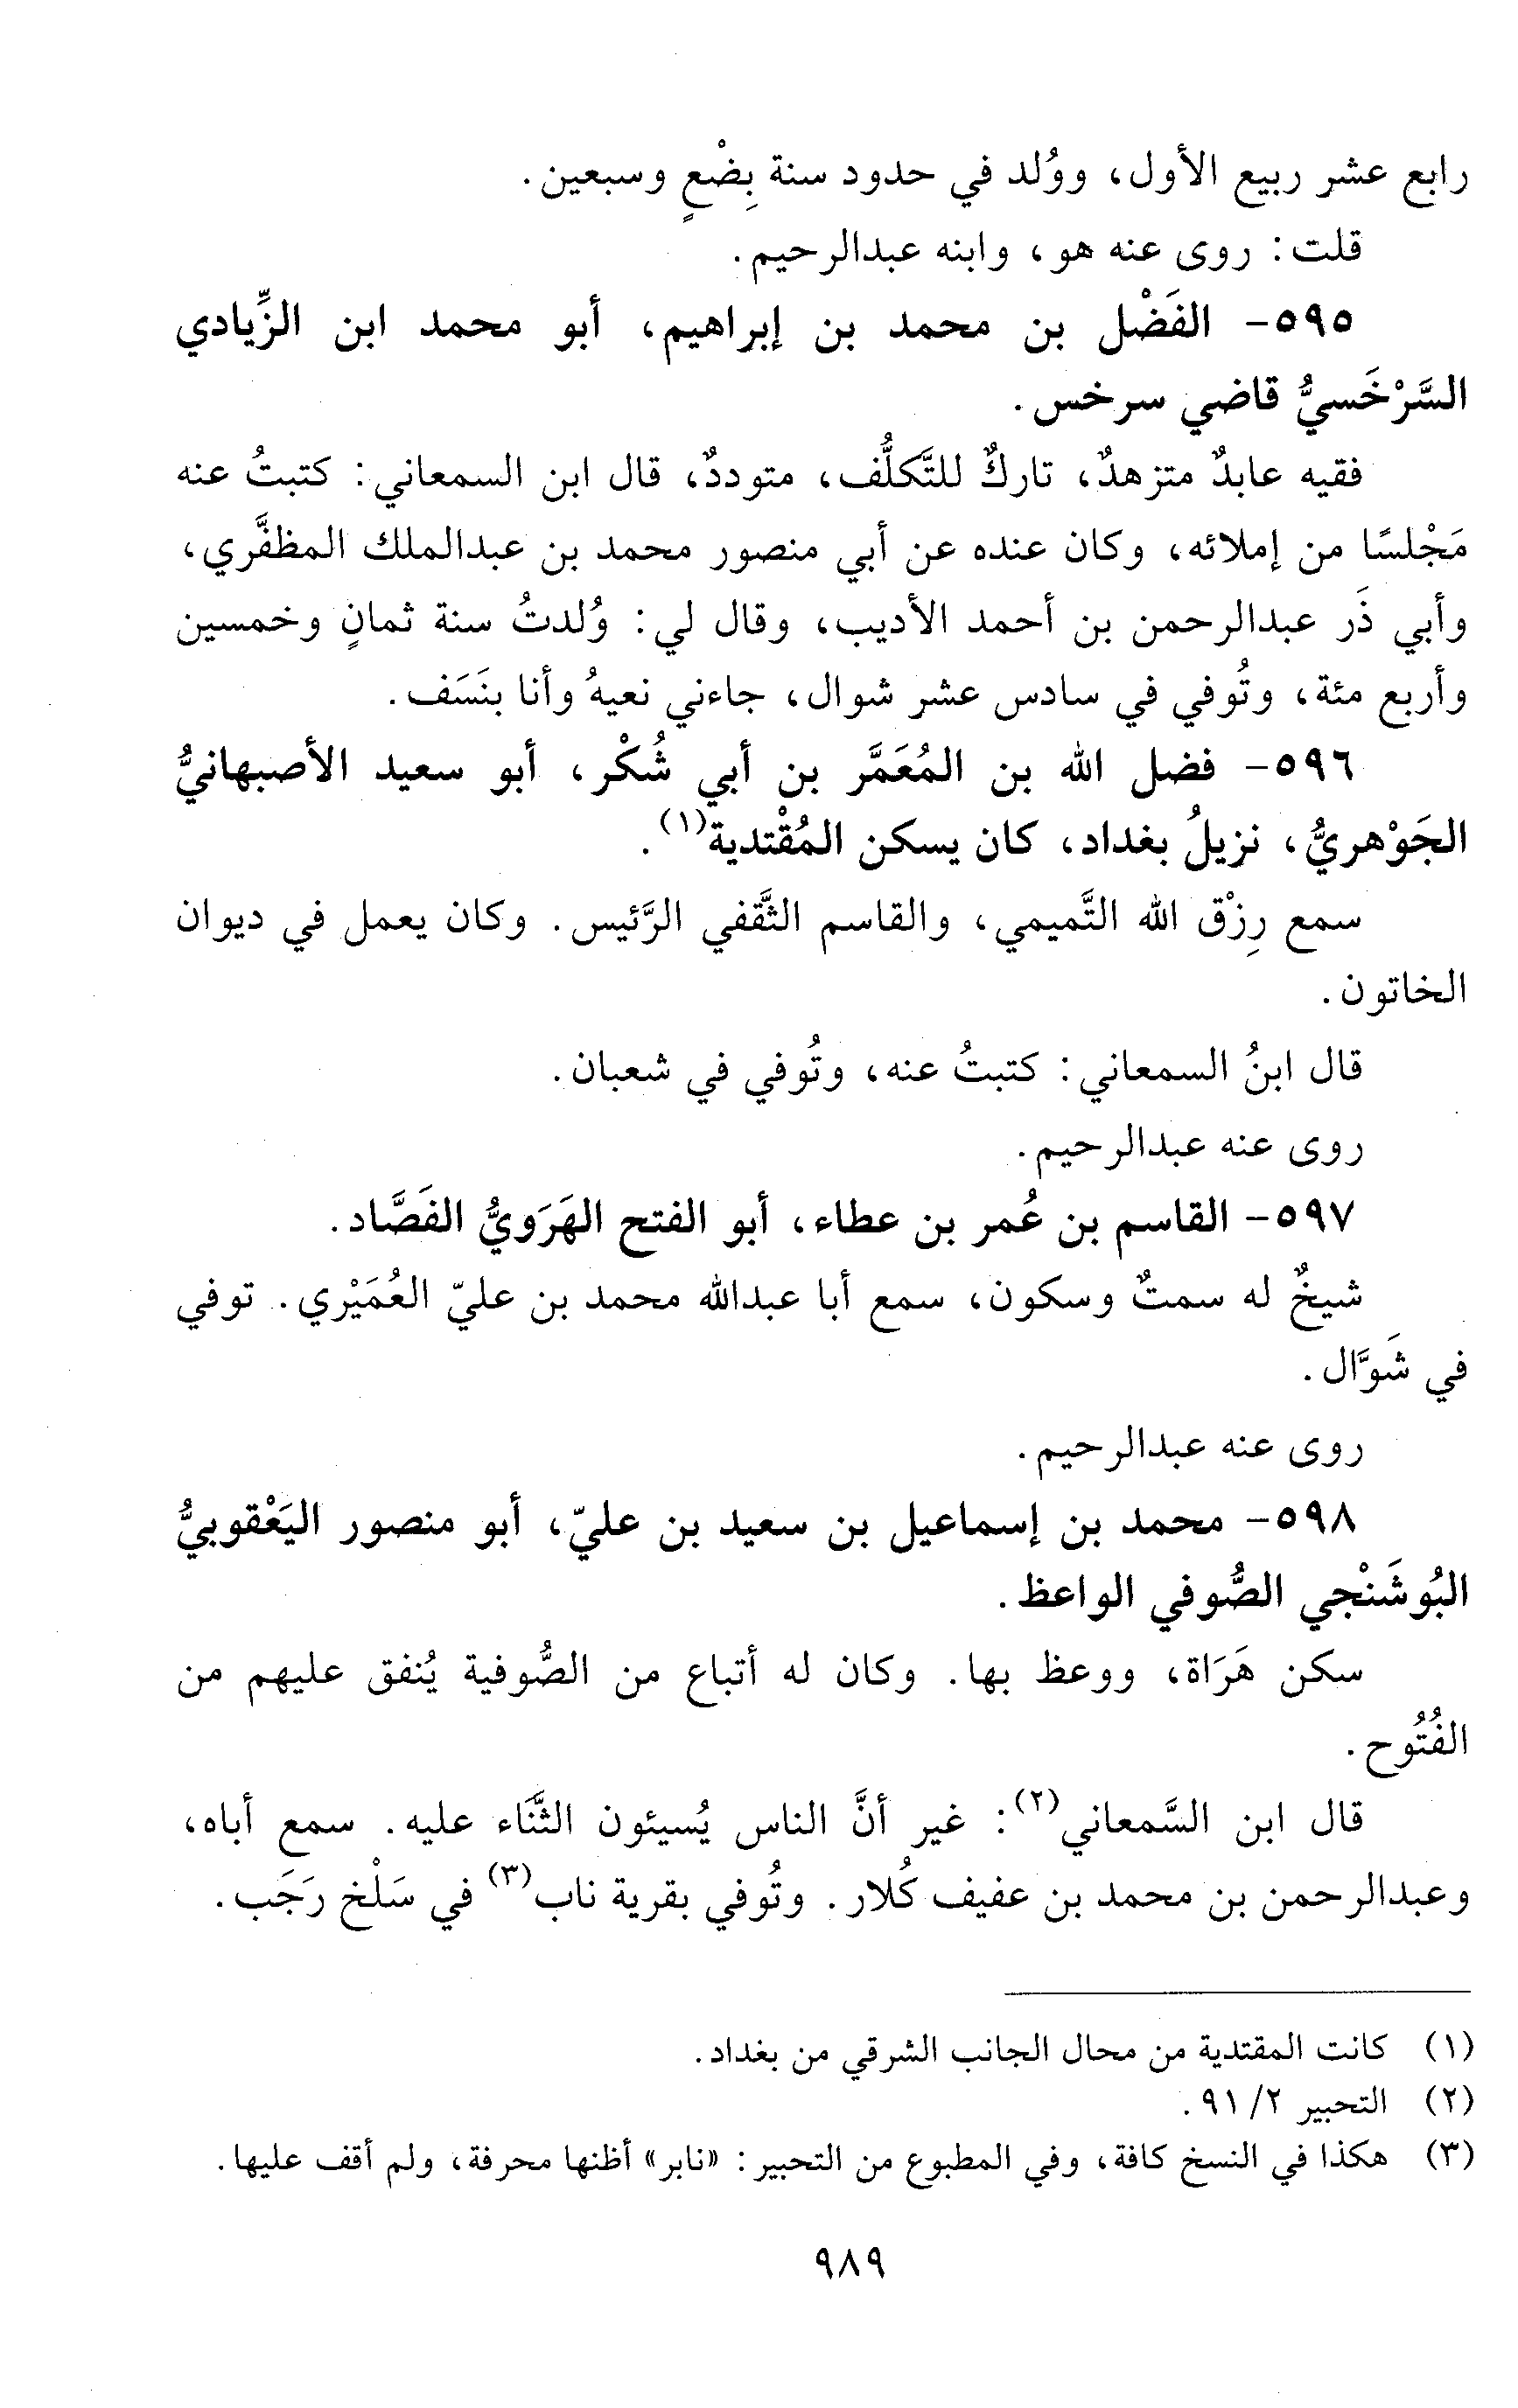 رابع عشر ربيع الأول، ووُلد في حدود سنة بِضْعٍ وسبعين.
قلت: روى عنه هو، وابنه عبدالرحيم.
٥٩٥- الفَضْل بن محمد بن إبراهيم، أبو محمد ابن الزِّيادي
السَّرْخَسيُّ قاضي سرخس.
فقيه عابدٌ متزهدٌ، تاركٌ للتَّكلُّف، متوددٌ، قال ابن السمعاني: كتبتُ عنه
مَجْلسًا من إملائه، وكان عنده عن أبي منصور محمد بن عبدالملك المظفَّري،
وأبي ذَر عبدالرحمن بن أحمد الأديب، وقال لي: وُلدتُ سنة ثمانٍ وخمسين
وأربع مئة، وتُوفي في سادس عشر شوال، جاءني نعيهُ وأنا بنَسَف.
٥٩٦- فضل الله بن المُعَمَّر بن أبي شُكْر، أبو سعيد الأصبهانيُّ
الجَوْهريُّ، نزيلُ بغداد، كان يسكن المُقْتدية(١).
سمع رِزْق الله التَّميمي، والقاسم الثَّقفي الرَّئيس. وكان يعمل في ديوان
الخاتون.
قال ابنُ السمعاني: كتبتُ عنه، وتُوفي في شعبان.
روى عنه عبدالرحيم.
٥٩٧- القاسم بن عُمر بن عطاء، أبو الفتح الهَرَويُّ الفَصَّاد.
شيخٌ له سمتٌ وسكون، سمع أبا عبدالله محمد بن عليّ العُمَيْري. توفي
في شَوَّال.
روى عنه عبدالرحيم.
٥٩٨- محمد بن إسماعيل بن سعيد بن عليّ، أبو منصور اليَعْقوبيُّ
البُوشَنْجي الصُّوفي الواعظ.
سكن هَرَاة، ووعظ بها. وكان له أتباع من الصُّوفية يُنفق عليهم من
الفُتُوح.
قال ابن السَّمعاني(٢): غير أنَّ الناس يُسيئون الثَّنَاء عليه. سمع أباه،
وعبدالرحمن بن محمد بن عفيف كُلار. وتُوفي بقرية ناب(٣) في سَلْخ رَجَب.
(١) كانت المقتدية من محال الجانب الشرقي من بغداد.
(٢) التحبير ٢/ ٩١.
(٣) هكذا في النسخ كافة، وفي المطبوع من التحبير: «نابر» أظنها محرفة، ولم أقف عليها.
٩٨٩